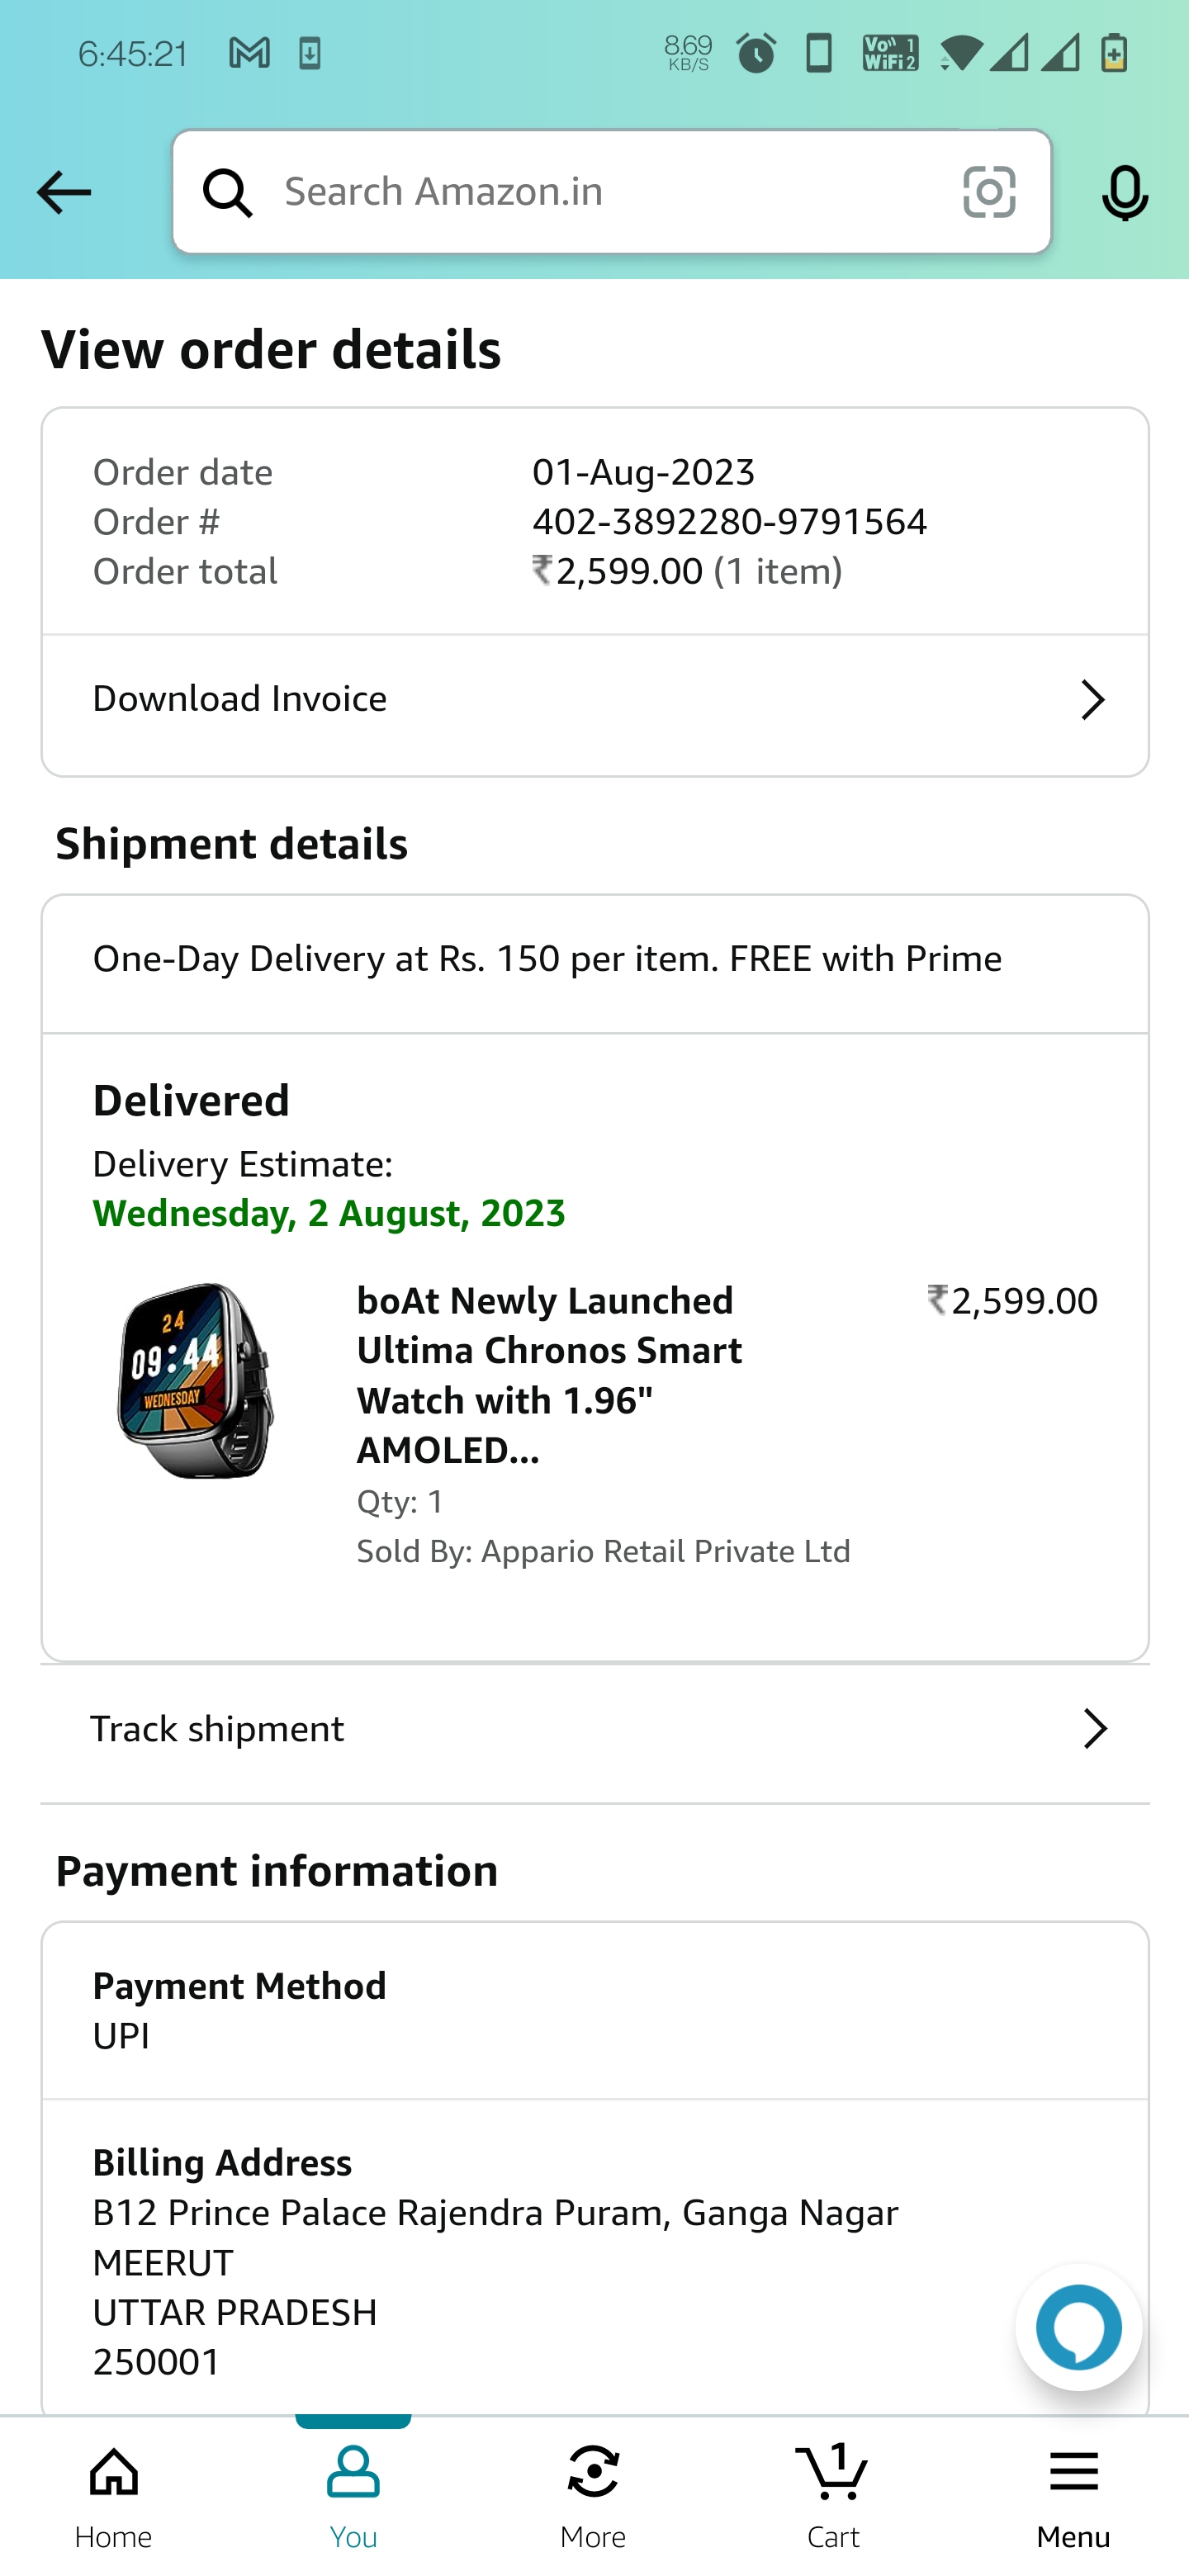 6:45:21
8.69
KB/S
Vo 1
WiFi 2
Search Amazon.in
View order details
Order date 01-Aug-2023
Order # 402-3892280-9791564
Order total ₹2,599.00 (1 item)
Download Invoice
Shipment details
One-Day Delivery at Rs. 150 per item. FREE with Prime
Delivered
Delivery Estimate:
Wednesday, 2 August, 2023
24
09:44
WEDNESDAY
boAt Newly Launched ₹2,599.00
Ultima Chronos Smart
Watch with 1.96"
AMOLED...
Qty: 1
Sold By: Appario Retail Private Ltd
Track shipment
Payment information
Payment Method
UPI
Billing Address
B12 Prince Palace Rajendra Puram, Ganga Nagar
MEERUT
UTTAR PRADESH
250001
1
Home You More Cart Menu